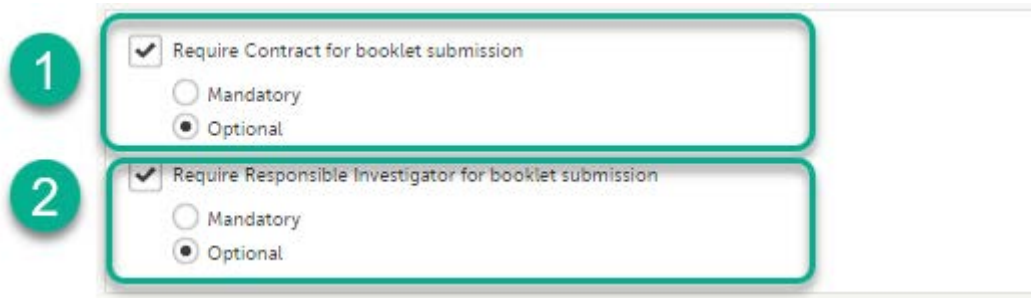 1
Require Contract for booklet submission
Mandatory
Optional
2
Require Responsible Investigator for booklet submission
Mandatory
Optional